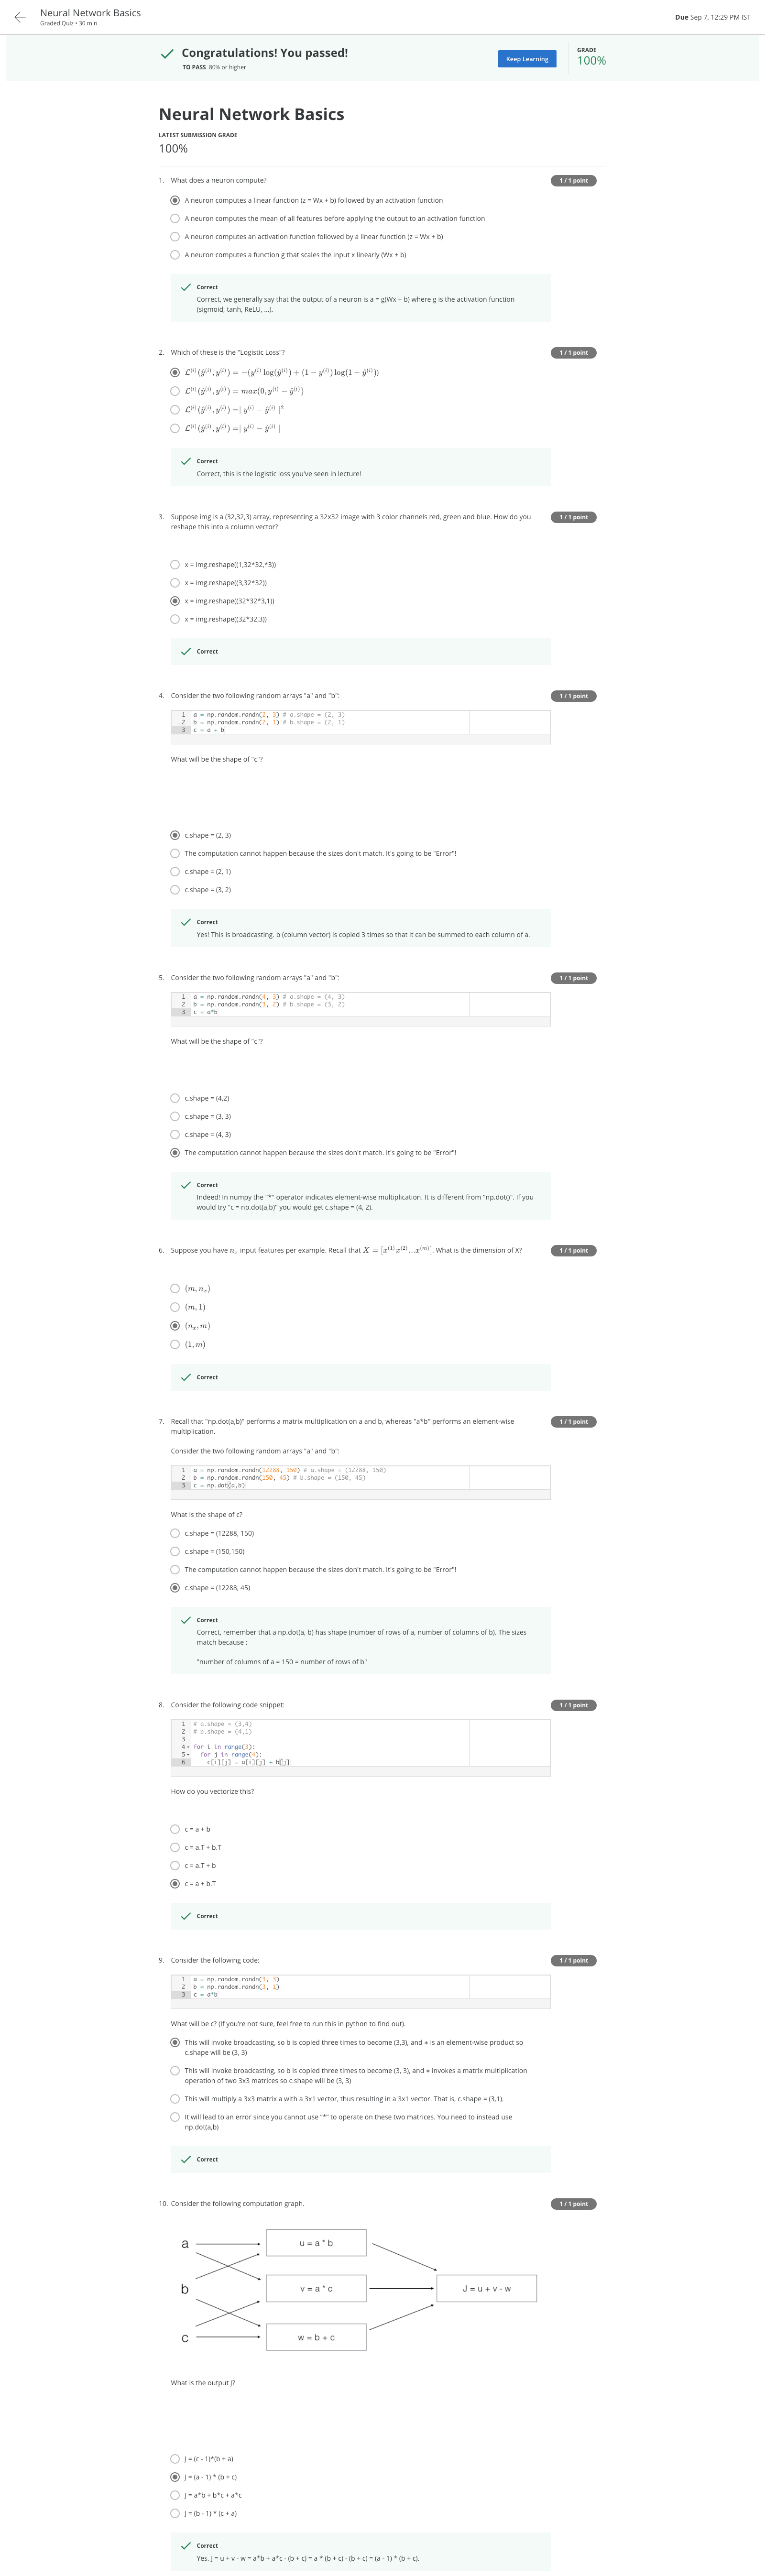 Neural Network Basics
Graded Quiz • 30 min
Due Sep 7, 12:29 PM IST
Congratulations! You passed!
TO PASS 80% or higher
Keep Learning
GRADE
100%
Neural Network Basics
LATEST SUBMISSION GRADE
100%
1. What does a neuron compute?
1 / 1 point
A neuron computes a linear function (z = Wx + b) followed by an activation function
A neuron computes the mean of all features before applying the output to an activation function
A neuron computes an activation function followed by a linear function (z = Wx + b)
A neuron computes a function g that scales the input x linearly (Wx + b)
Correct
Correct, we generally say that the output of a neuron is a = g(Wx + b) where g is the activation function
(sigmoid, tanh, ReLU, ...).
2. Which of these is the "Logistic Loss"?
1 / 1 point
ℒ⁽ⁱ⁾(ŷ⁽ⁱ⁾, y⁽ⁱ⁾) = −(y⁽ⁱ⁾ log(ŷ⁽ⁱ⁾) + (1 − y⁽ⁱ⁾) log(1 − ŷ⁽ⁱ⁾))
ℒ⁽ⁱ⁾(ŷ⁽ⁱ⁾, y⁽ⁱ⁾) = max(0, y⁽ⁱ⁾ − ŷ⁽ⁱ⁾)
ℒ⁽ⁱ⁾(ŷ⁽ⁱ⁾, y⁽ⁱ⁾) =| y⁽ⁱ⁾ − ŷ⁽ⁱ⁾ |²
ℒ⁽ⁱ⁾(ŷ⁽ⁱ⁾, y⁽ⁱ⁾) =| y⁽ⁱ⁾ − ŷ⁽ⁱ⁾ |
Correct
Correct, this is the logistic loss you've seen in lecture!
3. Suppose img is a (32,32,3) array, representing a 32x32 image with 3 color channels red, green and blue. How do you
reshape this into a column vector?
1 / 1 point
x = img.reshape((1,32*32,*3))
x = img.reshape((3,32*32))
x = img.reshape((32*32*3,1))
x = img.reshape((32*32,3))
Correct
4. Consider the two following random arrays "a" and "b":
1 / 1 point
1 a = np.random.randn(2, 3) # a.shape = (2, 3)
2 b = np.random.randn(2, 1) # b.shape = (2, 1)
3 c = a + b
What will be the shape of "c"?
c.shape = (2, 3)
The computation cannot happen because the sizes don't match. It's going to be "Error"!
c.shape = (2, 1)
c.shape = (3, 2)
Correct
Yes! This is broadcasting. b (column vector) is copied 3 times so that it can be summed to each column of a.
5. Consider the two following random arrays "a" and "b":
1 / 1 point
1 a = np.random.randn(4, 3) # a.shape = (4, 3)
2 b = np.random.randn(3, 2) # b.shape = (3, 2)
3 c = a*b
What will be the shape of "c"?
c.shape = (4,2)
c.shape = (3, 3)
c.shape = (4, 3)
The computation cannot happen because the sizes don't match. It's going to be "Error"!
Correct
Indeed! In numpy the "*" operator indicates element-wise multiplication. It is different from "np.dot()". If you
would try "c = np.dot(a,b)" you would get c.shape = (4, 2).
6. Suppose you have nₓ input features per example. Recall that X = [x⁽¹⁾x⁽²⁾...x⁽ᵐ⁾]. What is the dimension of X?
1 / 1 point
(m, nₓ)
(m, 1)
(nₓ, m)
(1, m)
Correct
7. Recall that "np.dot(a,b)" performs a matrix multiplication on a and b, whereas "a*b" performs an element-wise
multiplication.
1 / 1 point
Consider the two following random arrays "a" and "b":
1 a = np.random.randn(12288, 150) # a.shape = (12288, 150)
2 b = np.random.randn(150, 45) # b.shape = (150, 45)
3 c = np.dot(a,b)
What is the shape of c?
c.shape = (12288, 150)
c.shape = (150,150)
The computation cannot happen because the sizes don't match. It's going to be "Error"!
c.shape = (12288, 45)
Correct
Correct, remember that a np.dot(a, b) has shape (number of rows of a, number of columns of b). The sizes
match because :
"number of columns of a = 150 = number of rows of b"
8. Consider the following code snippet:
1 / 1 point
1 # a.shape = (3,4)
2 # b.shape = (4,1)
3
4 for i in range(3):
5 for j in range(4):
6 c[i][j] = a[i][j] + b[j]
How do you vectorize this?
c = a + b
c = a.T + b.T
c = a.T + b
c = a + b.T
Correct
9. Consider the following code:
1 / 1 point
1 a = np.random.randn(3, 3)
2 b = np.random.randn(3, 1)
3 c = a*b
What will be c? (If you're not sure, feel free to run this in python to find out).
This will invoke broadcasting, so b is copied three times to become (3,3), and ∗ is an element-wise product so
c.shape will be (3, 3)
This will invoke broadcasting, so b is copied three times to become (3, 3), and ∗ invokes a matrix multiplication
operation of two 3x3 matrices so c.shape will be (3, 3)
This will multiply a 3x3 matrix a with a 3x1 vector, thus resulting in a 3x1 vector. That is, c.shape = (3,1).
It will lead to an error since you cannot use "*" to operate on these two matrices. You need to instead use
np.dot(a,b)
Correct
10. Consider the following computation graph.
1 / 1 point
a
u = a * b
b
v = a * c
J = u + v - w
c
w = b + c
What is the output J?
J = (c - 1)*(b + a)
J = (a - 1) * (b + c)
J = a*b + b*c + a*c
J = (b - 1) * (c + a)
Correct
Yes. J = u + v - w = a*b + a*c - (b + c) = a * (b + c) - (b + c) = (a - 1) * (b + c).